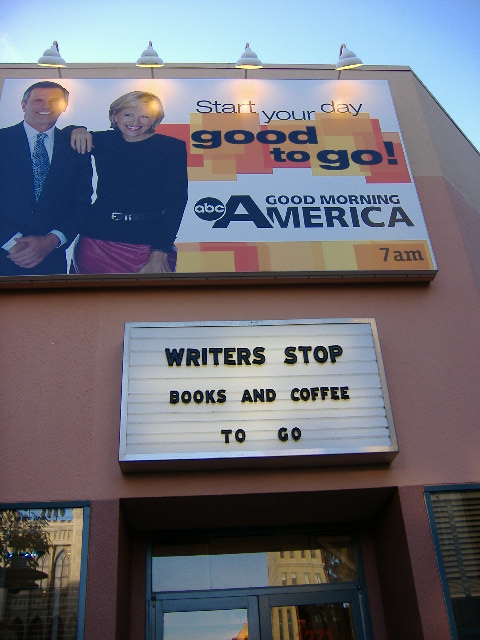 Start your day
good
to go!
abc GOOD MORNING
AMERICA
7am
WRITERS STOP
BOOKS AND COFFEE
TO GO